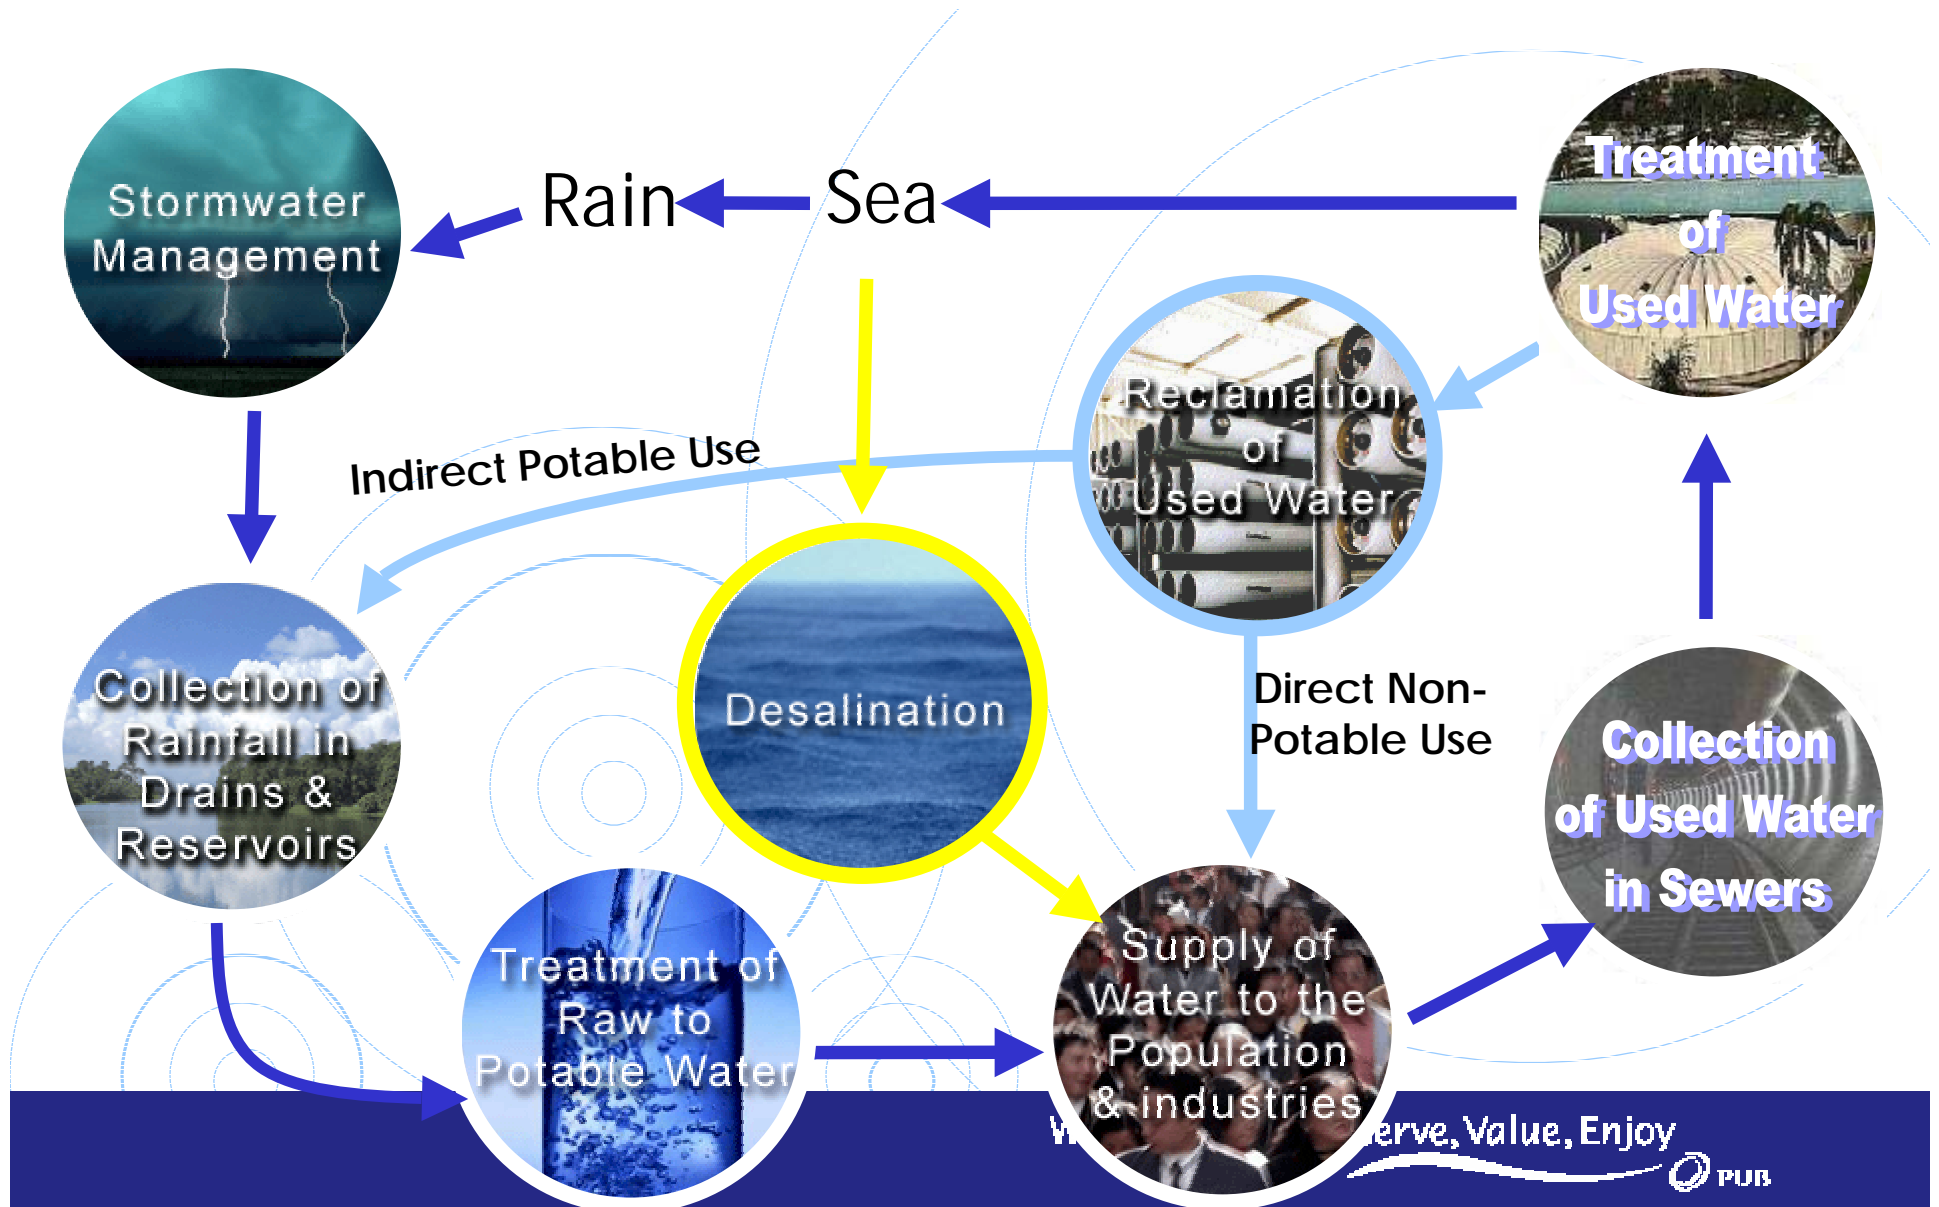 Stormwater
Management
Rain
Sea
Treatment
of
Used Water
Reclamation
of
Used Water
Indirect Potable Use
Desalination
Direct Non-
Potable Use
Collection of
Rainfall in
Drains &
Reservoirs
Collection
of Used Water
in Sewers
Treatment of
Raw to
Potable Water
Supply of
Water to the
Population
& industries
Value, Enjoy
PUB